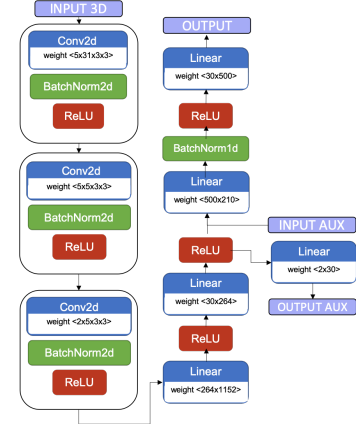 INPUT 3D
Conv2d
weight <5x31x3x3>
BatchNorm2d
ReLU
Conv2d
weight <5x5x3x3>
BatchNorm2d
ReLU
Conv2d
weight <2x5x3x3>
BatchNorm2d
ReLU
OUTPUT
Linear
weight <30x500>
ReLU
BatchNorm1d
Linear
weight <500x210>
INPUT AUX
ReLU
Linear
weight <2x30>
OUTPUT AUX
Linear
weight <30x264>
ReLU
Linear
weight <264x1152>